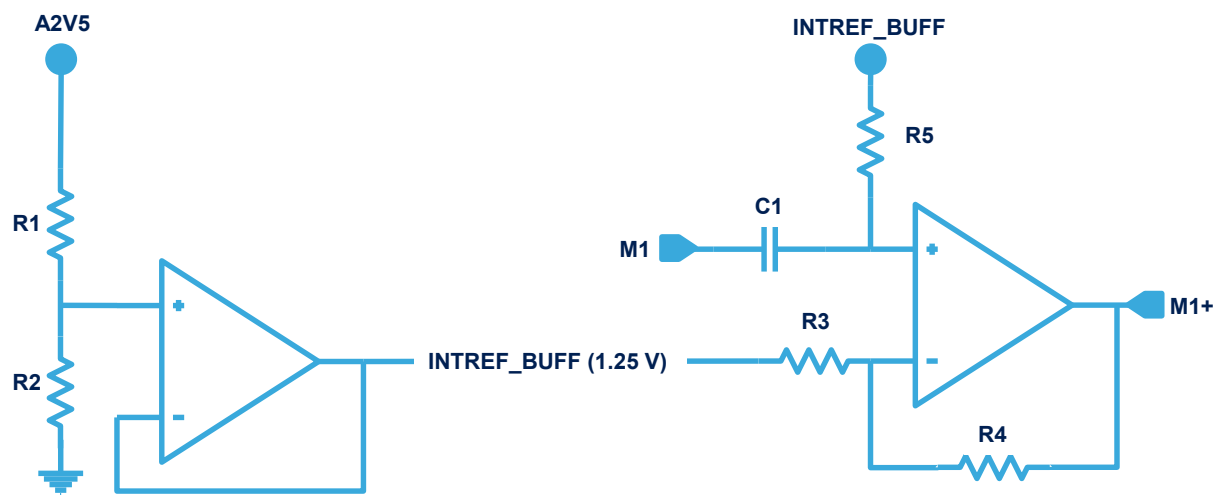 A2V5
INTREF_BUFF
R5
C1
R1
M1
M1+
R3
INTREF_BUFF (1.25 V)
R2
R4